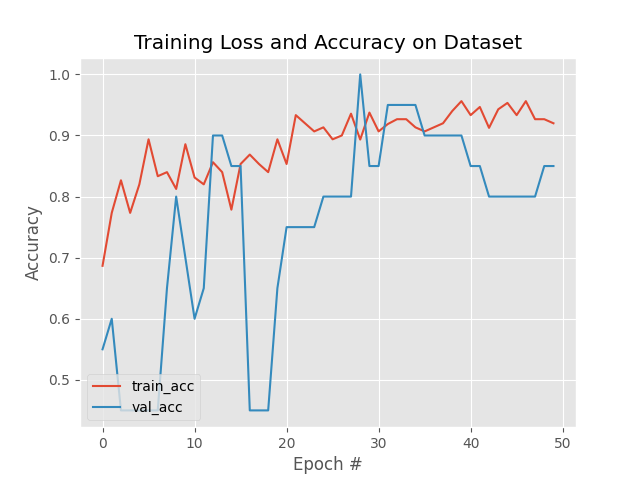 Training Loss and Accuracy on Dataset
Accuracy
1.0
0.9
0.8
0.7
0.6
0.5
train_acc
val_acc
0 10 20 30 40 50
Epoch #